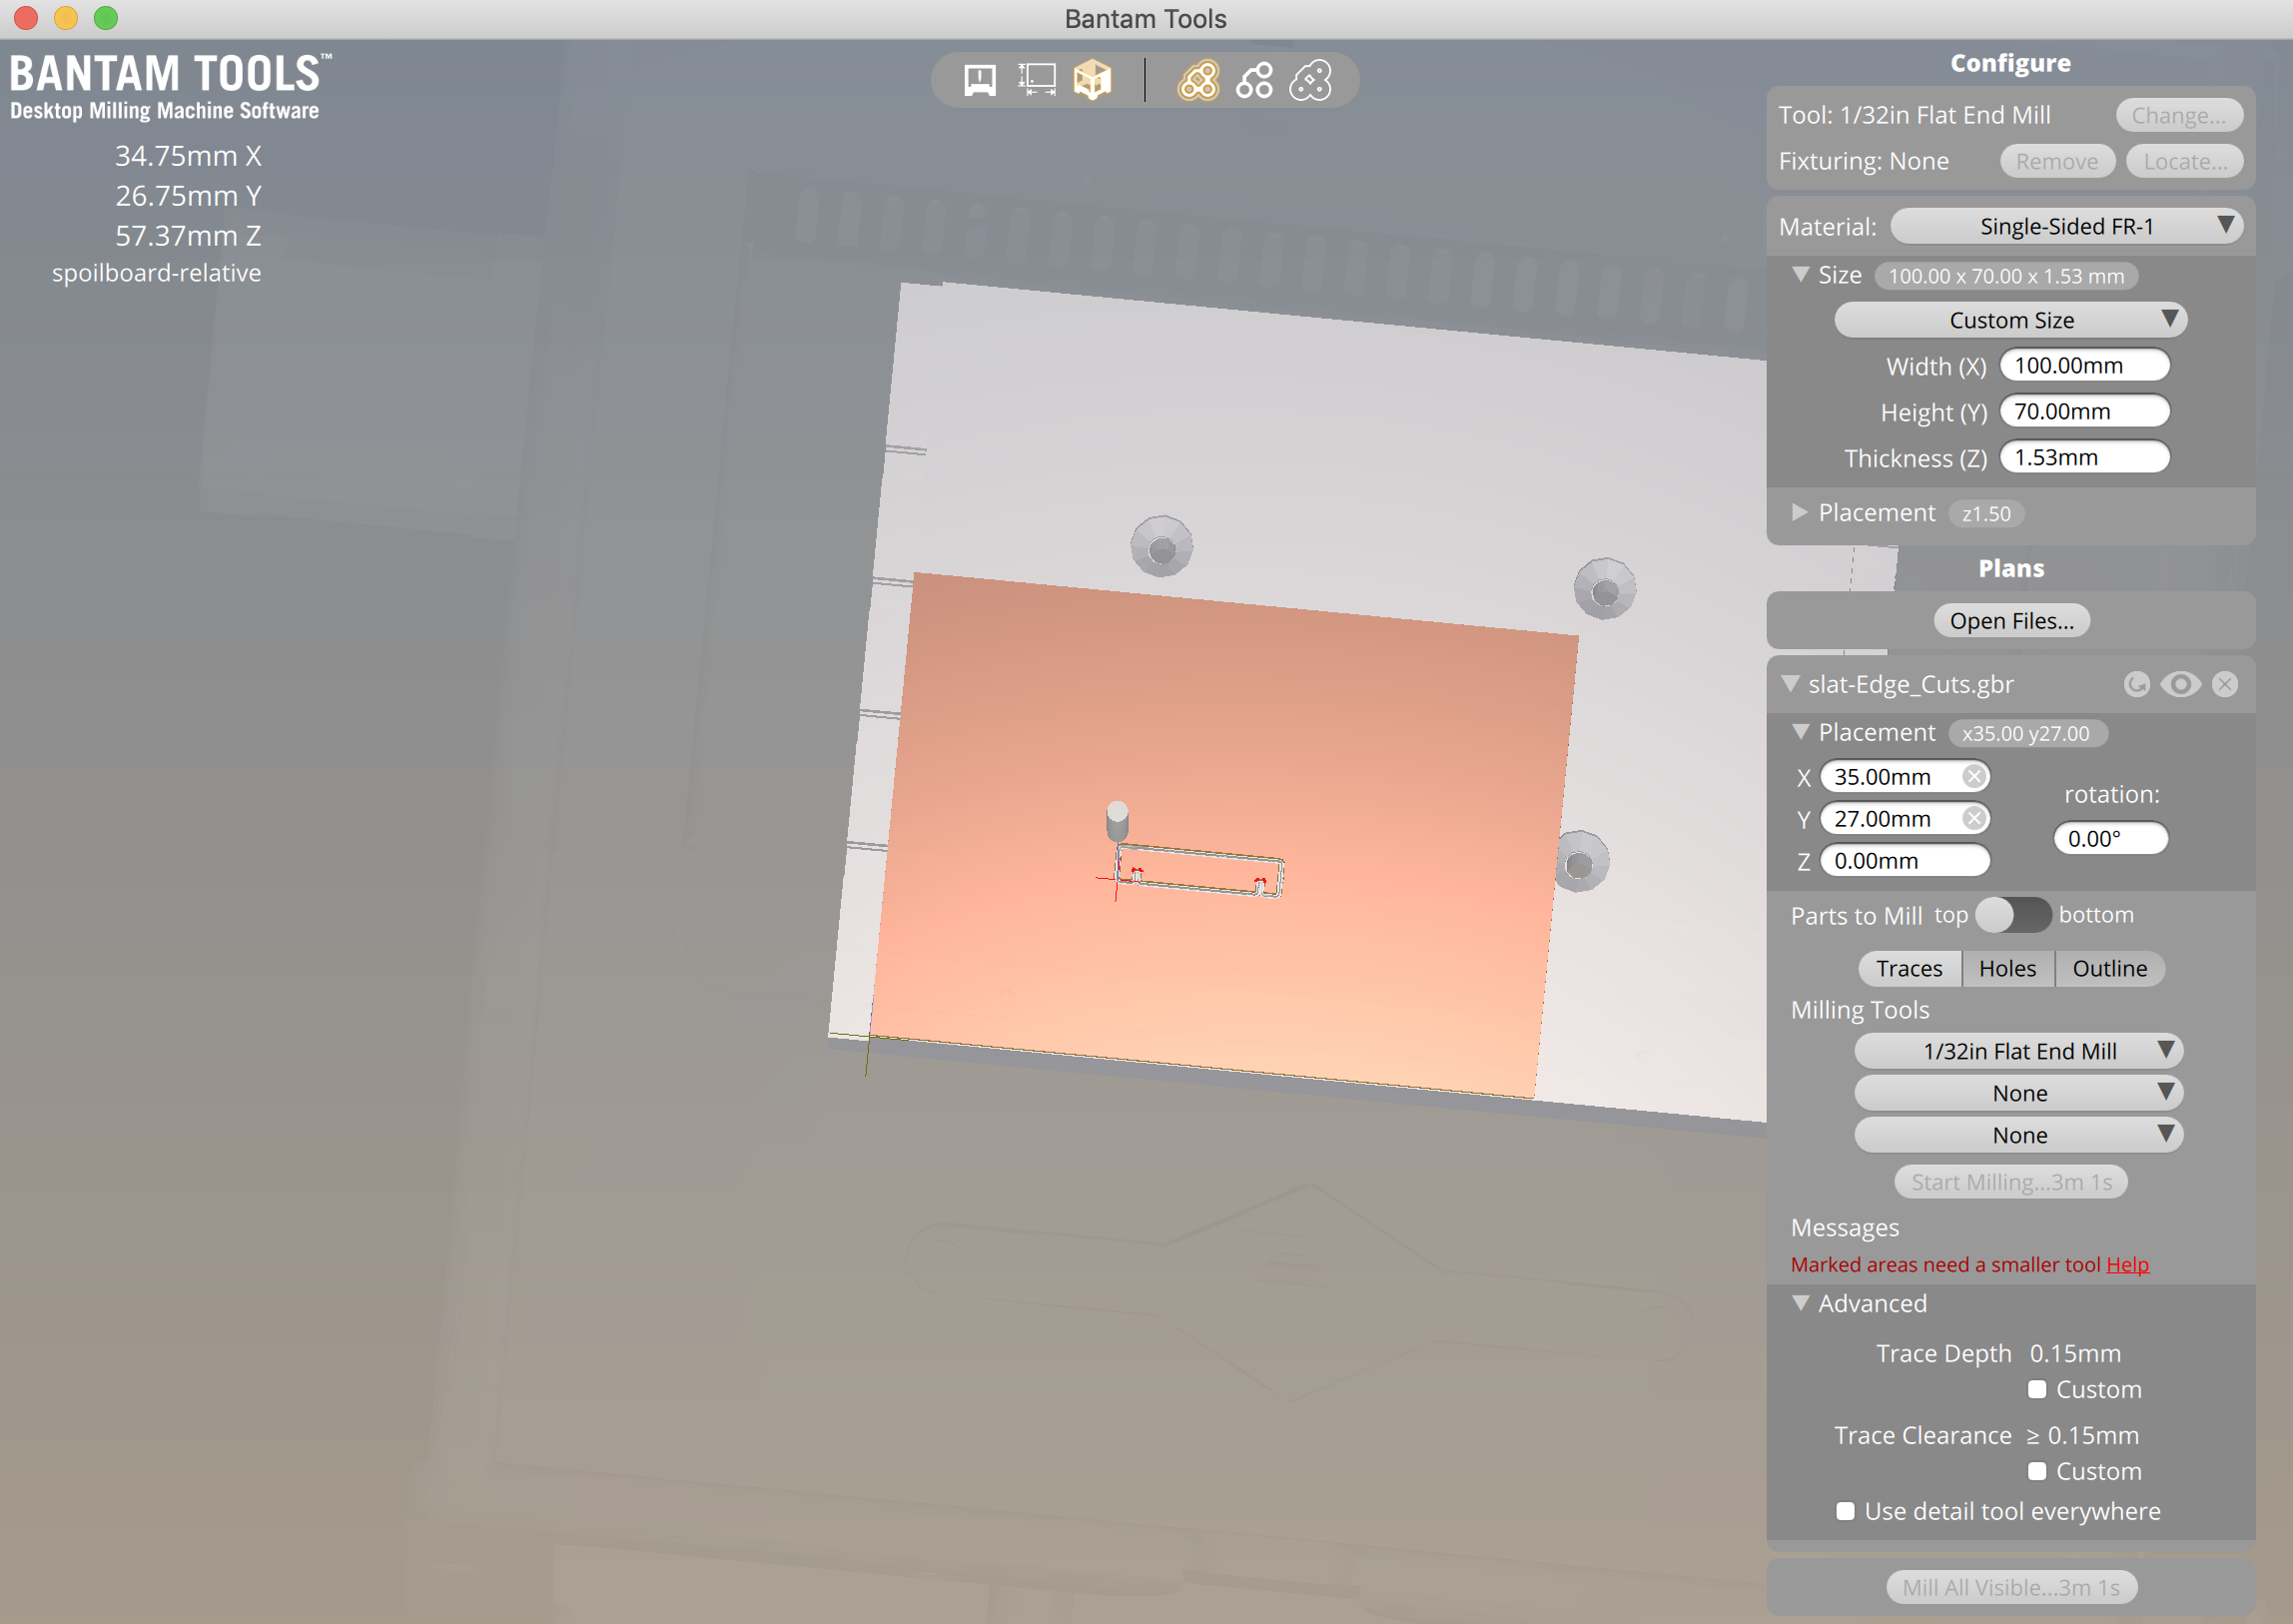 Bantam Tools
BANTAM TOOLS™
Desktop Milling Machine Software
34.75mm X
26.75mm Y
57.37mm Z
spoilboard-relative
Configure
Tool: 1/32in Flat End Mill Change...
Fixturing: None Remove Locate...
Material: Single-Sided FR-1
Size 100.00 x 70.00 x 1.53 mm
Custom Size
Width (X) 100.00mm
Height (Y) 70.00mm
Thickness (Z) 1.53mm
Placement z1.50
Plans
Open Files...
slat-Edge_Cuts.gbr
Placement x35.00 y27.00
X 35.00mm
rotation:
Y 27.00mm
0.00°
Z 0.00mm
Parts to Mill top bottom
Traces Holes Outline
Milling Tools
1/32in Flat End Mill
None
None
Start Milling...3m 1s
Messages
Marked areas need a smaller tool Help
Advanced
Trace Depth 0.15mm
Custom
Trace Clearance ≥ 0.15mm
Custom
Use detail tool everywhere
Mill All Visible...3m 1s